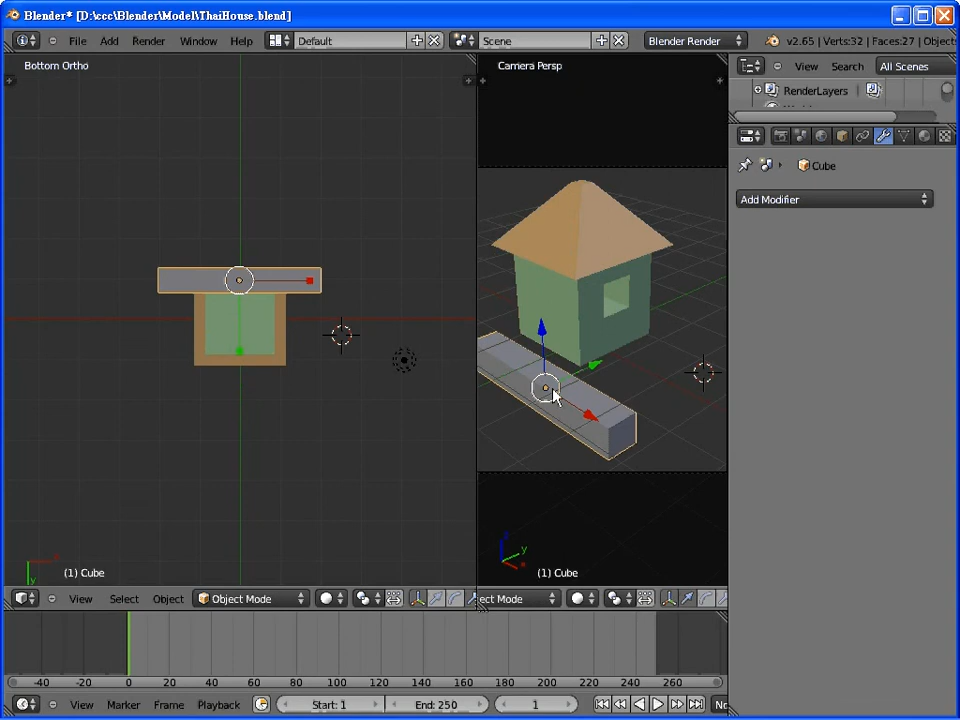 Blender* [D:\ccc\Blender\Model\ThaiHouse.blend]
File Add Render Window Help Default Scene Blender Render v2.65 | Verts:32 | Faces:27 | Objects
Bottom Ortho
Camera Persp
View Search All Scenes
RenderLayers
Cube
Add Modifier
(1) Cube
(1) Cube
View Select Object Object Mode
ect Mode
-40 -20 0 20 40 60 80 100 120 140 160 180 200 220 240 260
View Marker Frame Playback Start: 1 End: 250 1 No